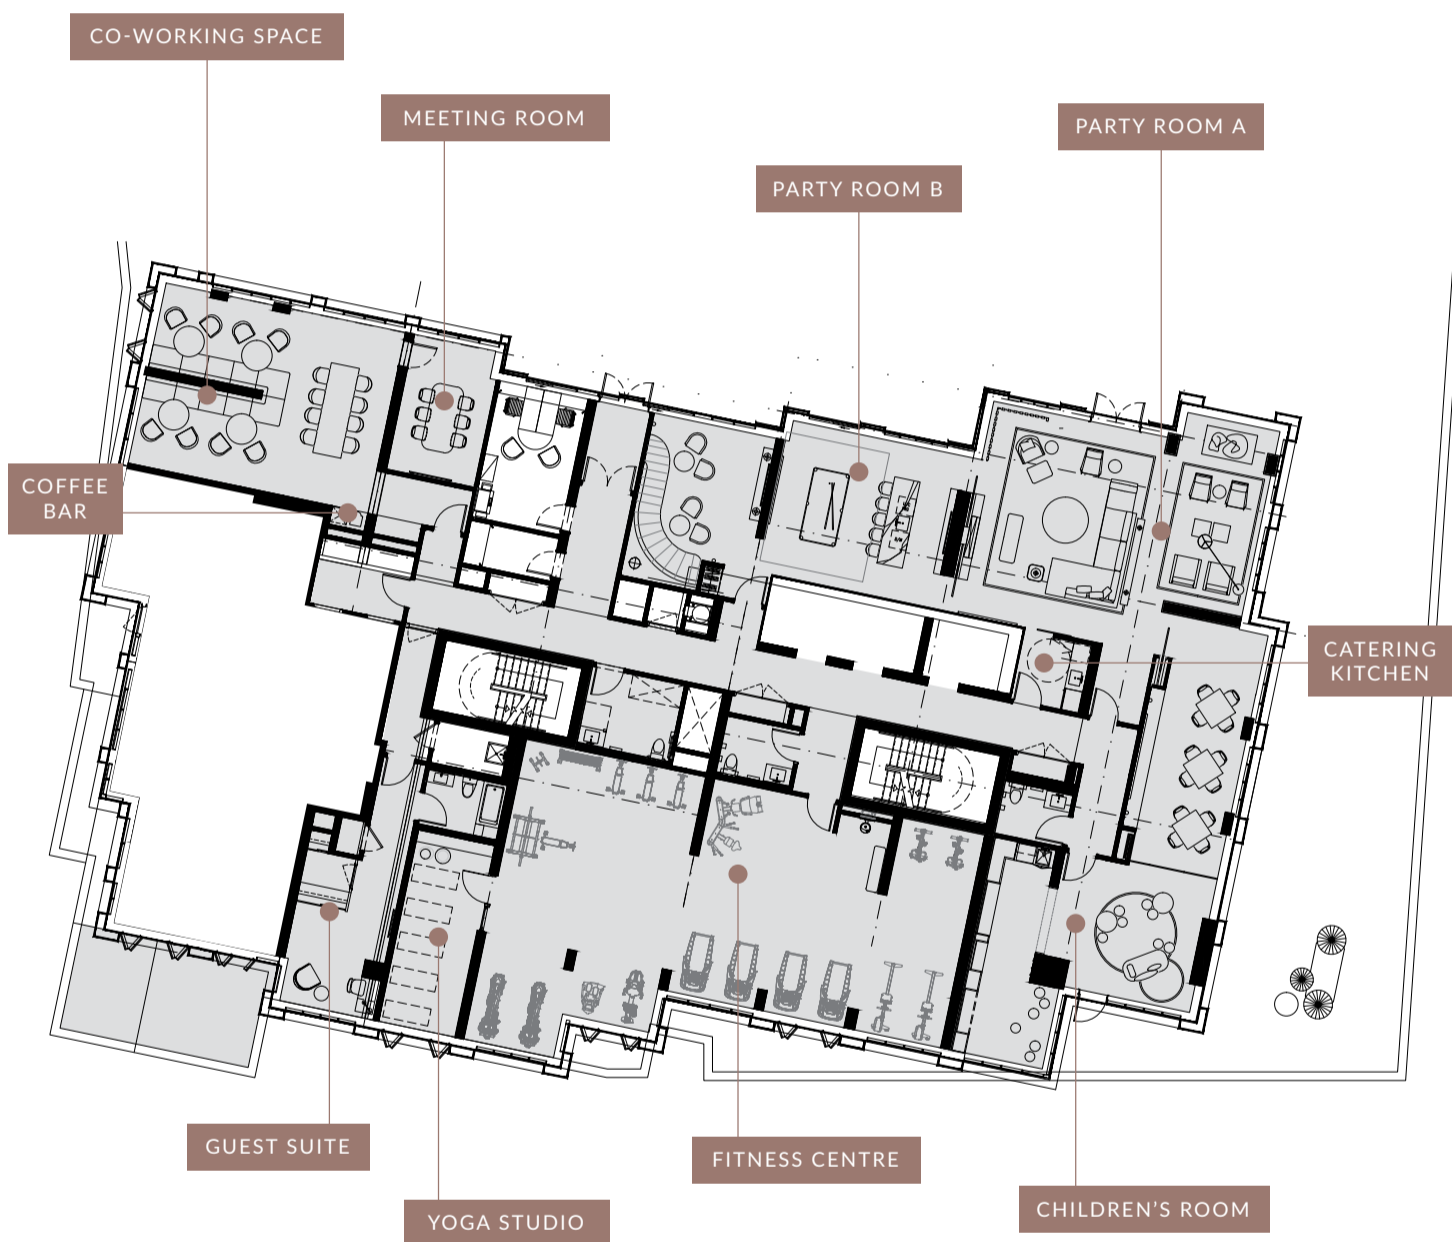 CO-WORKING SPACE
MEETING ROOM
PARTY ROOM A
PARTY ROOM B
COFFEE
BAR
CATERING
KITCHEN
GUEST SUITE
FITNESS CENTRE
YOGA STUDIO
CHILDREN'S ROOM